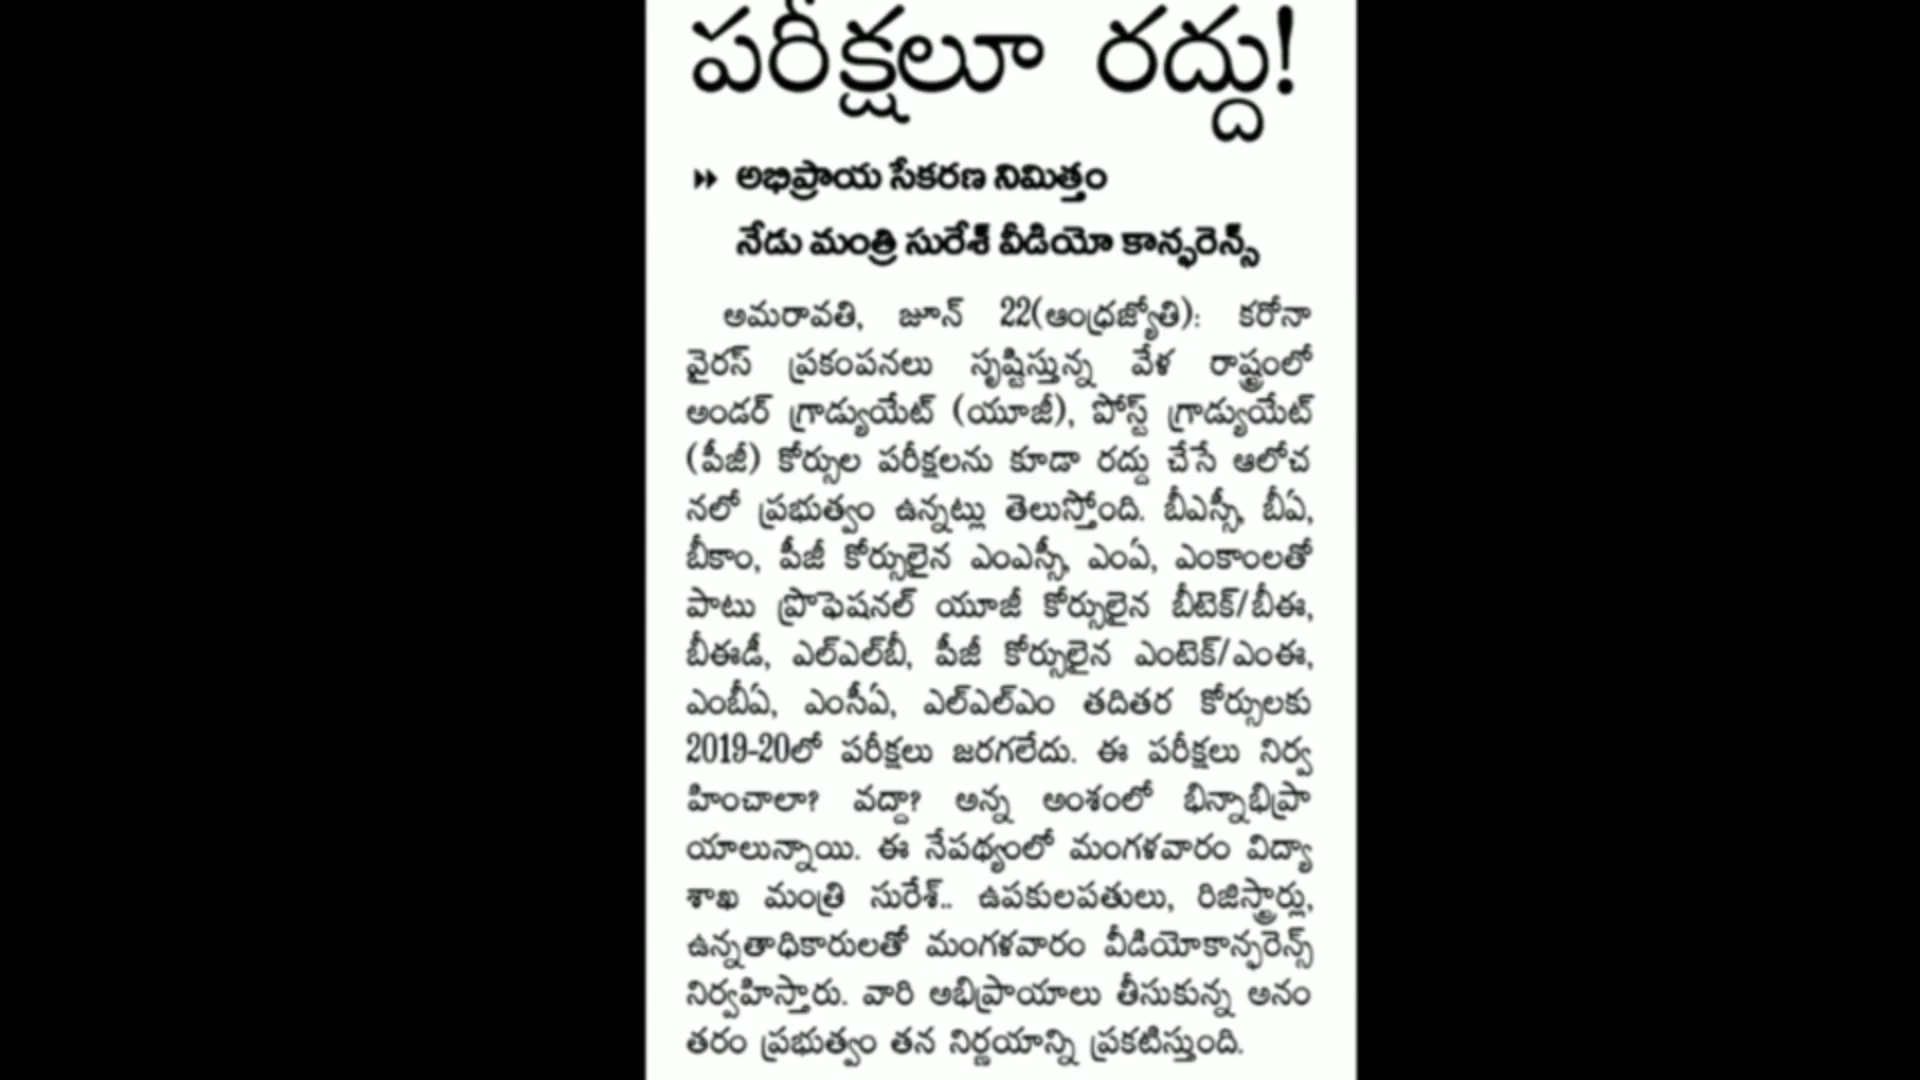 పరీక్షలూ రద్దు!
అభిప్రాయ సేకరణ నిమిత్తం
నేడు మంత్రి సురేశ్ వీడియో కాన్ఫరెన్స్
అమరావతి, జూన్ 22(ఆంధ్రజ్యోతి): కరోనా
వైరస్ ప్రకంపనలు సృష్టిస్తున్న వేళ రాష్ట్రంలో
అండర్ గ్రాడ్యుయేట్ (యూజీ), పోస్ట్ గ్రాడ్యుయేట్
(పీజీ) కోర్సుల పరీక్షలను కూడా రద్దు చేసే ఆలోచ
నలో ప్రభుత్వం ఉన్నట్లు తెలుస్తోంది. బీఎస్సీ, బీఏ,
బీకాం, పీజీ కోర్సులైన ఎంఎస్సీ, ఎంఏ, ఎంకాంలతో
పాటు ప్రొఫెషనల్ యూజీ కోర్సులైన బీటెక్/బీఈ,
బీఈడీ, ఎల్ఎల్‌బీ, పీజీ కోర్సులైన ఎంటెక్/ఎంఈ,
ఎంబీఏ, ఎంసీఏ, ఎల్ఎల్ఎం తదితర కోర్సులకు
2019-20లో పరీక్షలు జరగలేదు. ఈ పరీక్షలు నిర్వ
హించాలా? వద్దా? అన్న అంశంలో భిన్నాభిప్రా
యాలున్నాయి. ఈ నేపథ్యంలో మంగళవారం విద్యా
శాఖ మంత్రి సురేశ్.. ఉపకులపతులు, రిజిస్ట్రార్లు,
ఉన్నతాధికారులతో మంగళవారం వీడియోకాన్ఫరెన్స్
నిర్వహిస్తారు. వారి అభిప్రాయాలు తీసుకున్న అనం
తరం ప్రభుత్వం తన నిర్ణయాన్ని ప్రకటిస్తుంది.